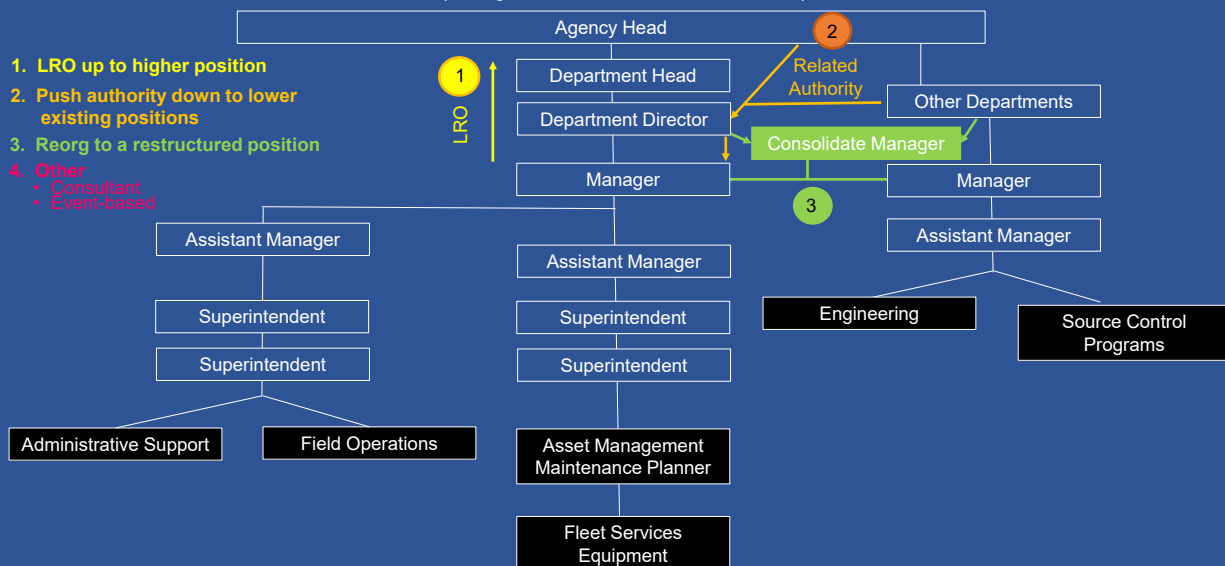 Agency Head
1. LRO up to higher position
2. Push authority down to lower
existing positions
3. Reorg to a restructured position
4. Other
• Consultant
• Event-based
1
LRO
2
Related
Authority
Department Head
Department Director
Other Departments
Consolidate Manager
Manager
Manager
3
Assistant Manager
Assistant Manager
Assistant Manager
Superintendent
Superintendent
Superintendent
Superintendent
Engineering
Source Control
Programs
Administrative Support
Field Operations
Asset Management
Maintenance Planner
Fleet Services
Equipment